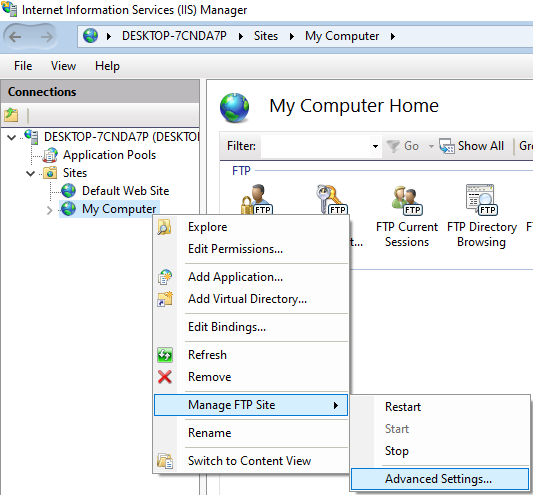 Internet Information Services (IIS) Manager
DESKTOP-7CNDA7P Sites My Computer
File View Help
Connections
DESKTOP-7CNDA7P (DESKTO
Application Pools
Sites
Default Web Site
My Computer
My Computer Home
Filter: Go Show All Gro
FTP
FTP FTP FTP FTP
t... FTP Current Sessions FTP Directory Browsing F
Explore
Edit Permissions...
Add Application...
Add Virtual Directory...
Edit Bindings...
Refresh
Remove
Manage FTP Site
Rename
Switch to Content View
Restart
Start
Stop
Advanced Settings...